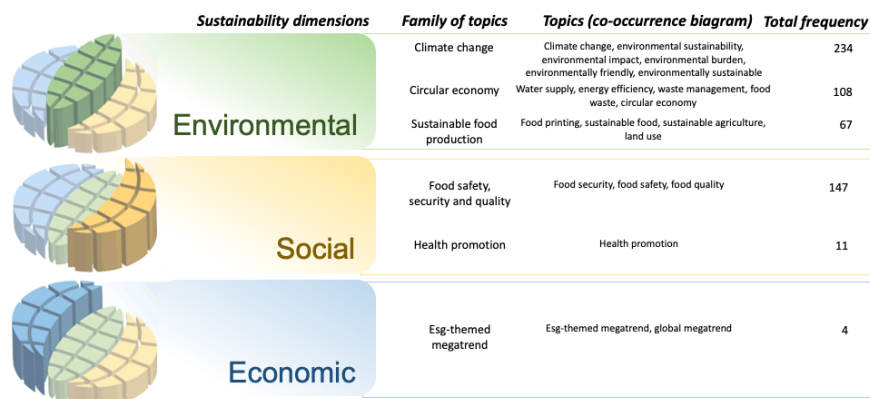 Sustainability dimensions Family of topics Topics (co-occurrence biagram) Total frequency
Environmental
Climate change
Climate change, environmental sustainability,
environmental impact, environmental burden,
environmentally friendly, environmentally sustainable
234
Circular economy
Water supply, energy efficiency, waste management, food
waste, circular economy
108
Sustainable food
production
Food printing, sustainable food, sustainable agriculture,
land use
67
Social
Food safety,
security and quality
Food security, food safety, food quality
147
Health promotion
Health promotion
11
Economic
Esg-themed
megatrend
Esg-themed megatrend, global megatrend
4